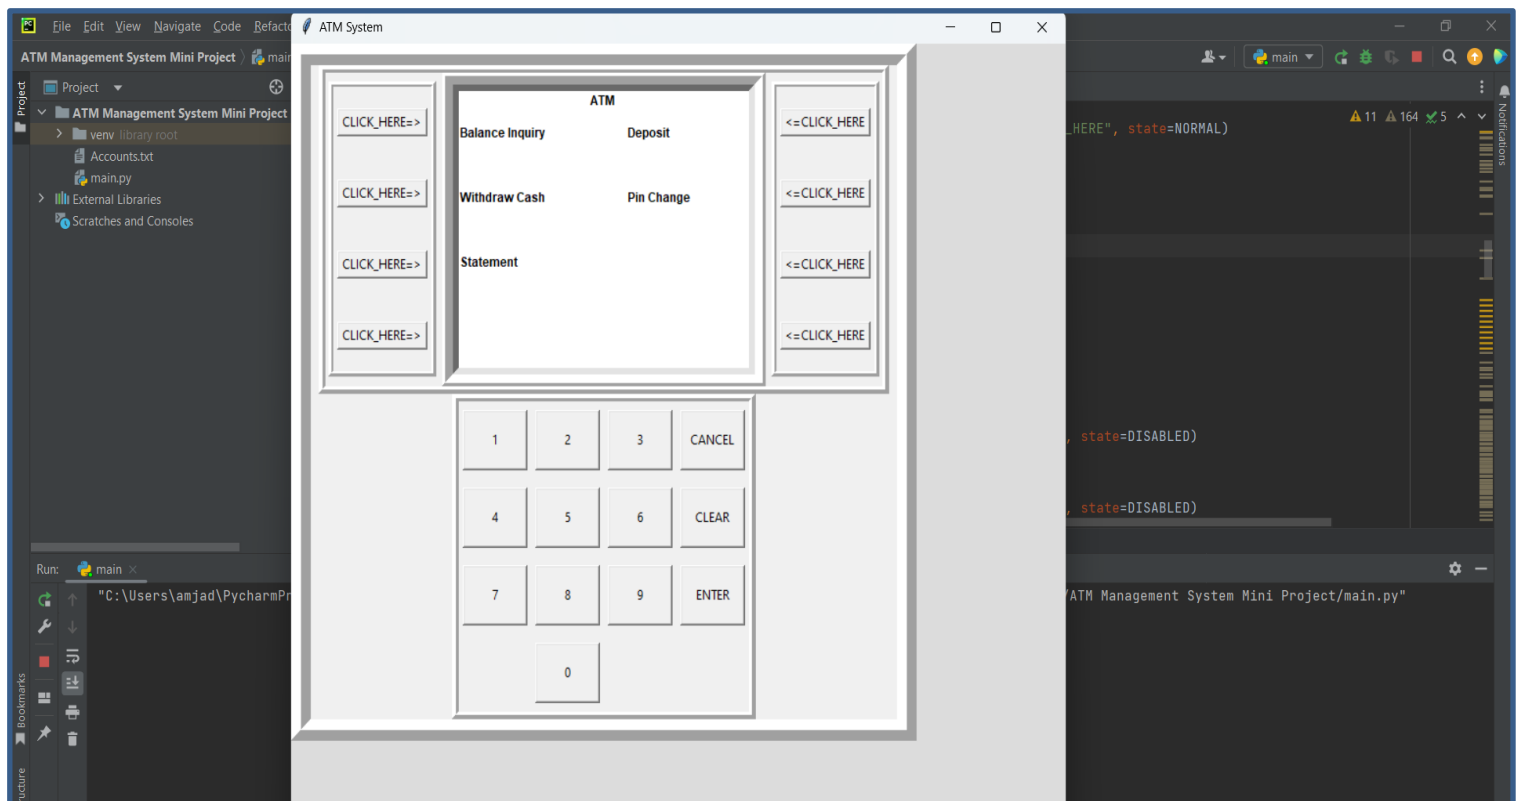 File Edit View Navigate Code
ATM System
ATM Management System Mini Project
main
Project
Project
ATM Management System Mini Project
venv library root
Accounts.txt
main.py
External Libraries
Scratches and Consoles
ATM
Balance Inquiry Deposit
Withdraw Cash Pin Change
Statement
CLICK_HERE=>
CLICK_HERE=>
CLICK_HERE=>
CLICK_HERE=>
<=CLICK_HERE
<=CLICK_HERE
<=CLICK_HERE
<=CLICK_HERE
1 2 3 CANCEL
4 5 6 CLEAR
7 8 9 ENTER
0
_HERE", state=NORMAL)
11 164 5
, state=DISABLED)
, state=DISABLED)
Notifications
Run: main
"C:\Users\amjad\PycharmPr
/ATM Management System Mini Project/main.py"
Bookmarks